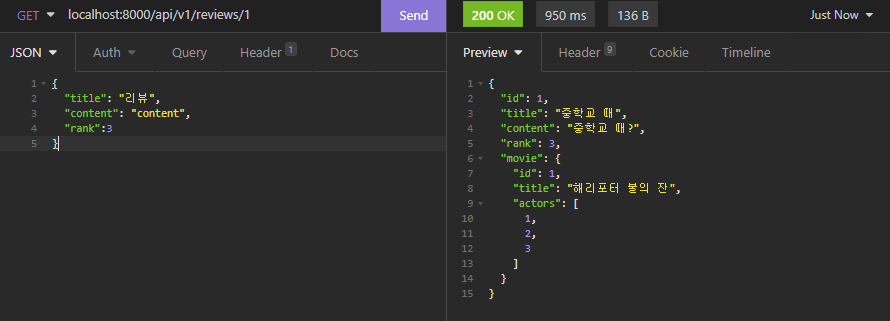 GET localhost:8000/api/v1/reviews/1 Send 200 OK 950 ms 136 B Just Now
JSON Auth Query Header 1 Docs Preview Header 9 Cookie Timeline
1 {
2 "title": "리뷰",
3 "content": "content",
4 "rank":3
5 }
1 {
2 "id": 1,
3 "title": "중학교 때",
4 "content": "중학교 때?",
5 "rank": 3,
6 "movie": {
7 "id": 1,
8 "title": "해리포터 불의 잔",
9 "actors": [
10 1,
11 2,
12 3
13 ]
14 }
15 }